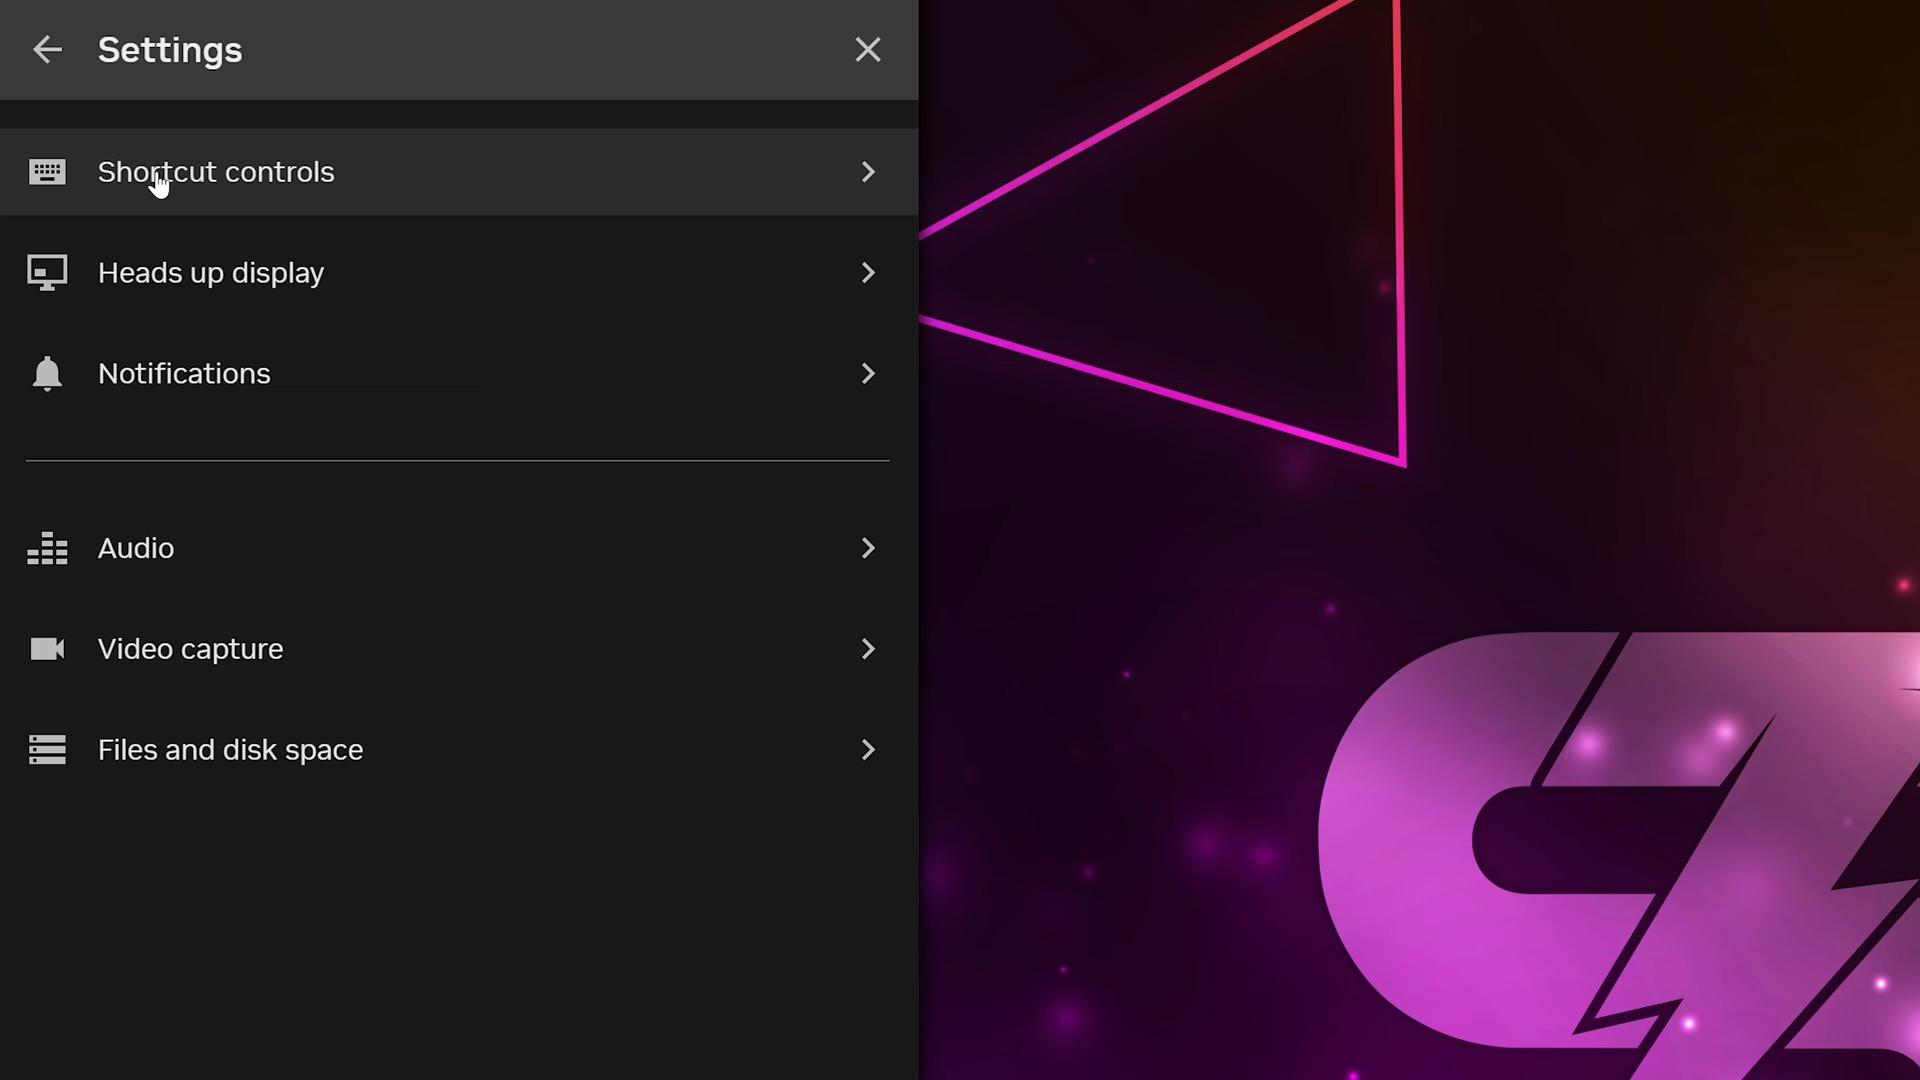 Settings
Shortcut controls
Heads up display
Notifications
Audio
Video capture
Files and disk space